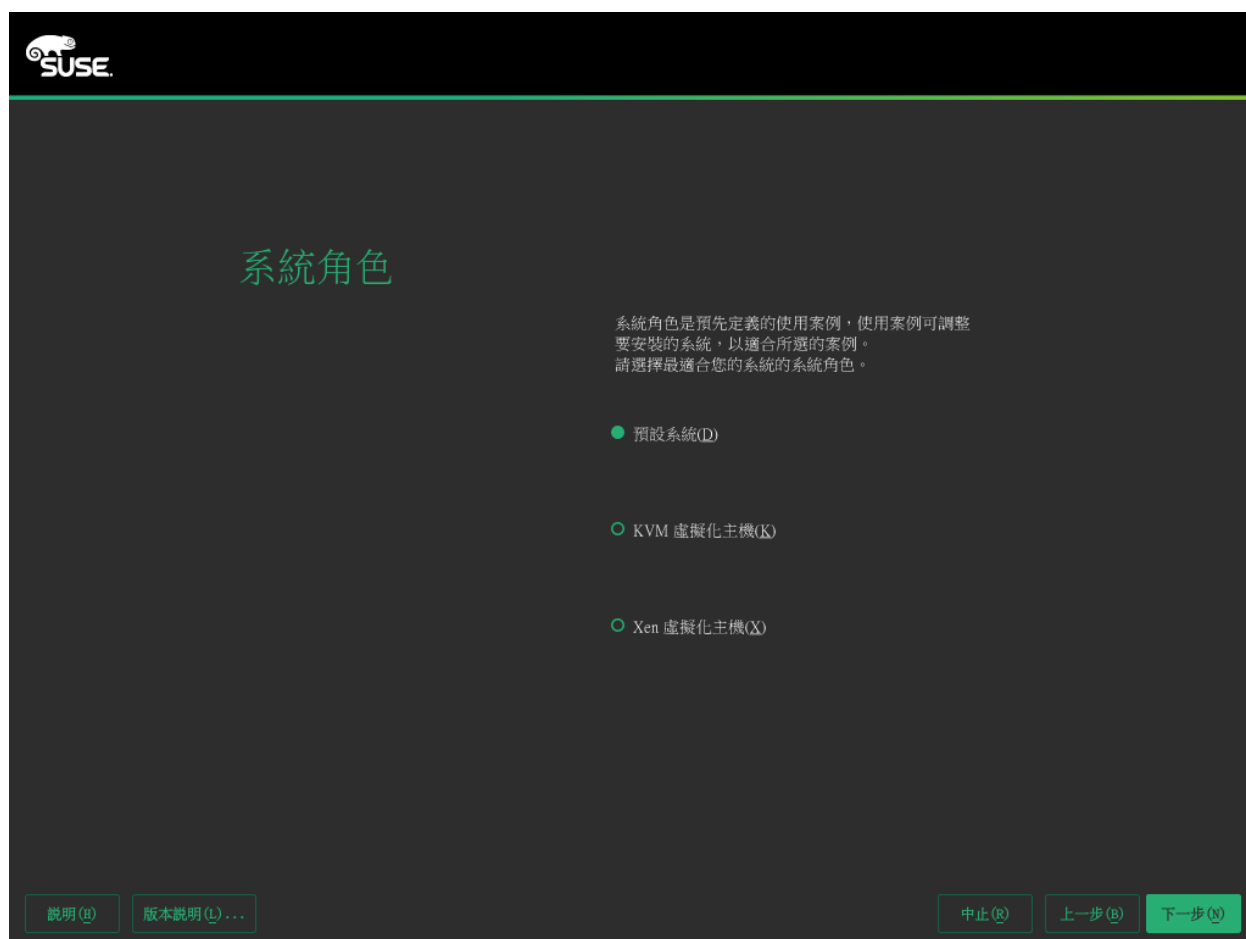 SUSE.
系統角色
系統角色是預先定義的使用案例，使用案例可調整
要安裝的系統，以適合所選的案例。
請選擇最適合您的系統的系統角色。
預設系統(D)
KVM 虛擬化主機(K)
Xen 虛擬化主機(X)
說明(H) 版本說明(L)... 中止(R) 上一步(B) 下一步(N)